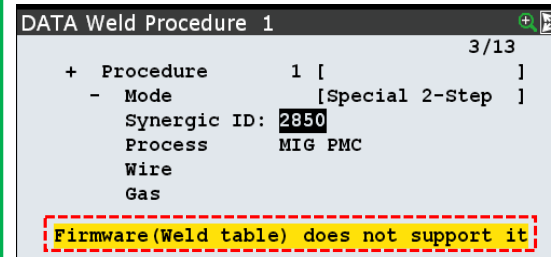 DATA Weld Procedure 1
3/13
+ Procedure 1 [ ]
- Mode [Special 2-Step ]
Synergic ID: 2850
Process MIG PMC
Wire
Gas
Firmware(Weld table) does not support it